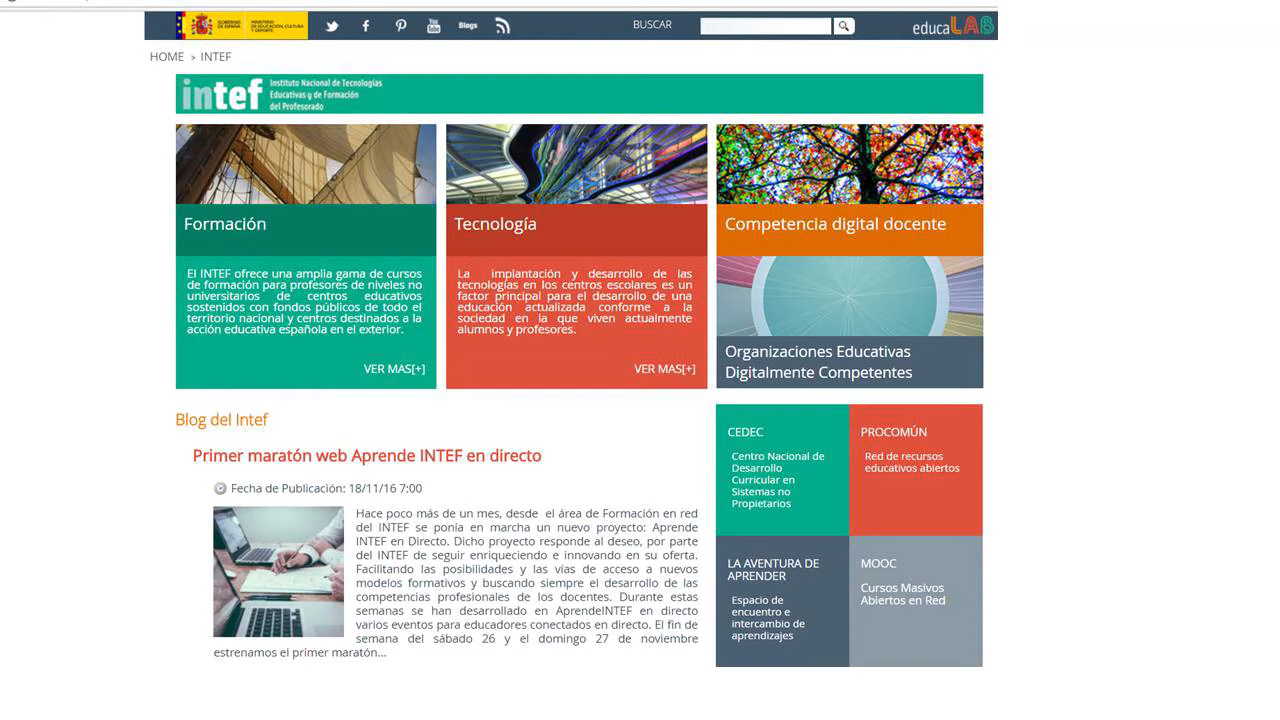 GOBIERNO DE ESPAÑA
MINISTERIO DE EDUCACIÓN, CULTURA Y DEPORTE
You Tube
Blogs
BUSCAR
educaLAB
HOME > INTEF
intef
Instituto Nacional de Tecnologías
Educativas y de Formación
del Profesorado
Formación
El INTEF ofrece una amplia gama de cursos
de formación para profesores de niveles no
universitarios de centros educativos
sostenidos con fondos públicos de todo el
territorio nacional y centros destinados a la
acción educativa española en el exterior.
VER MAS[+]
Tecnología
La implantación y desarrollo de las
tecnologías en los centros escolares es un
factor principal para el desarrollo de una
educación actualizada conforme a la
sociedad en la que viven actualmente
alumnos y profesores.
VER MAS[+]
Competencia digital docente
Organizaciones Educativas
Digitalmente Competentes
Blog del Intef
Primer maratón web Aprende INTEF en directo
Fecha de Publicación: 18/11/16 7:00
Hace poco más de un mes, desde el área de Formación en red
del INTEF se ponía en marcha un nuevo proyecto: Aprende
INTEF en Directo. Dicho proyecto responde al deseo, por parte
del INTEF de seguir enriqueciendo e innovando en su oferta.
Facilitando las posibilidades y las vías de acceso a nuevos
modelos formativos y buscando siempre el desarrollo de las
competencias profesionales de los docentes. Durante estas
semanas se han desarrollado en AprendeINTEF en directo
varios eventos para educadores conectados en directo. El fin de
semana del sábado 26 y el domingo 27 de noviembre
estrenamos el primer maratón...
CEDEC
Centro Nacional de
Desarrollo
Curricular en
Sistemas no
Propietarios
PROCOMÚN
Red de recursos
educativos abiertos
LA AVENTURA DE
APRENDER
Espacio de
encuentro e
intercambio de
aprendizajes
MOOC
Cursos Masivos
Abiertos en Red